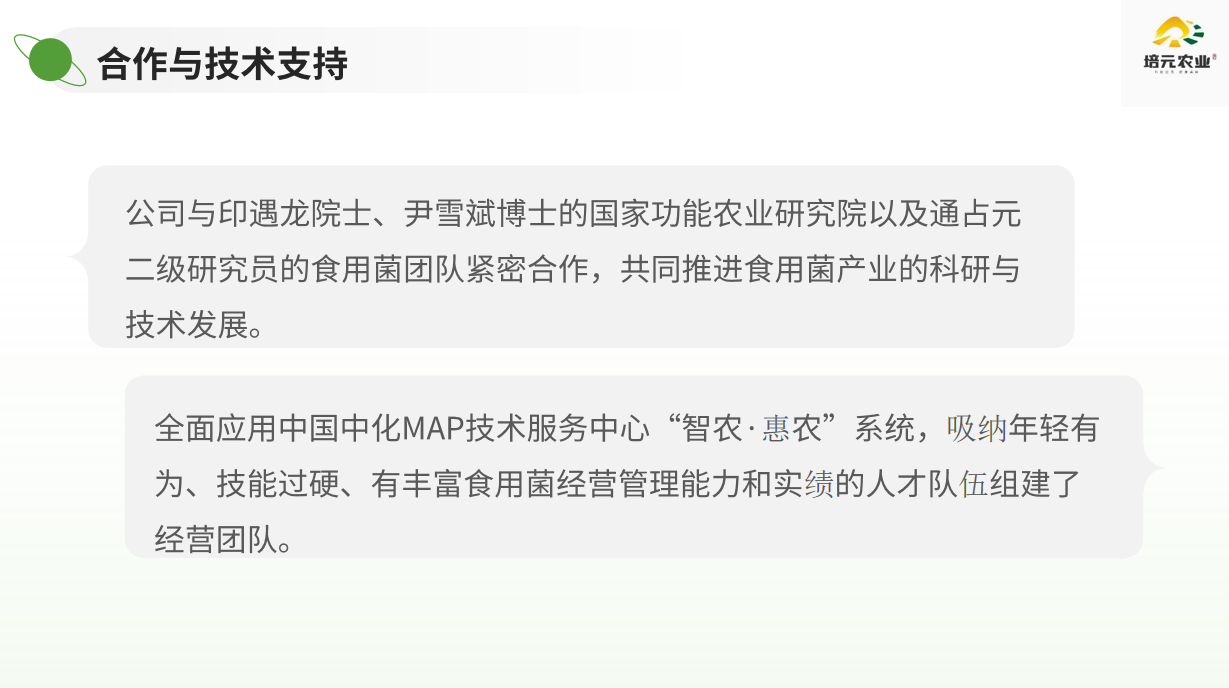 合作与技术支持
培元农业
公司与印遇龙院士、尹雪斌博士的国家功能农业研究院以及通占元
二级研究员的食用菌团队紧密合作，共同推进食用菌产业的科研与
技术发展。
全面应用中国中化MAP技术服务中心“智农·惠农”系统，吸纳年轻有
为、技能过硬、有丰富食用菌经营管理能力和实绩的人才队伍组建了
经营团队。